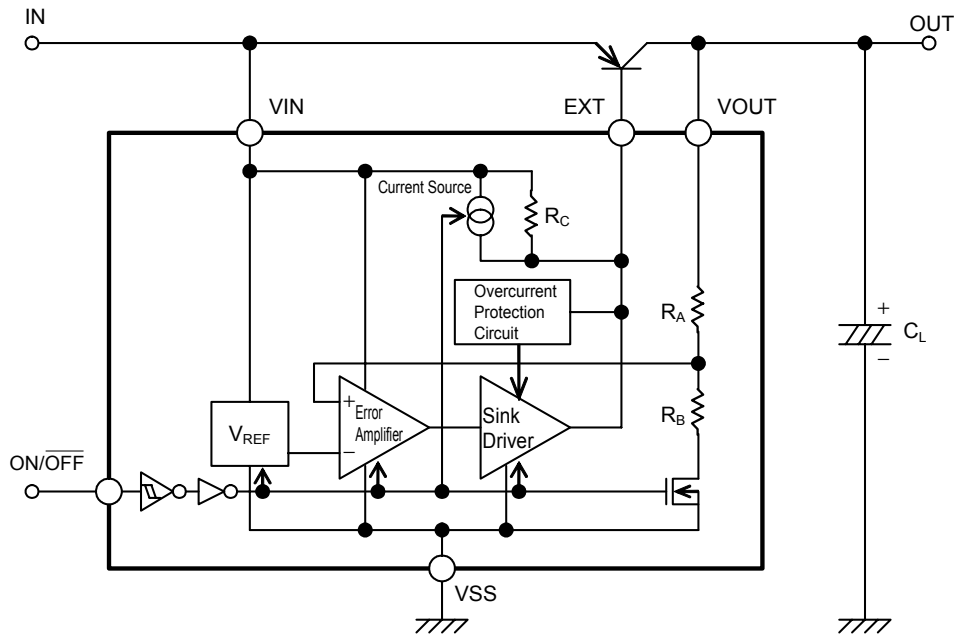 IN
OUT
VIN
EXT
VOUT
Current Source
RC
Overcurrent
Protection
Circuit
RA
+
CL
−
+
Error
Amplifier
−
Sink
Driver
RB
VREF
ON/OFF
VSS